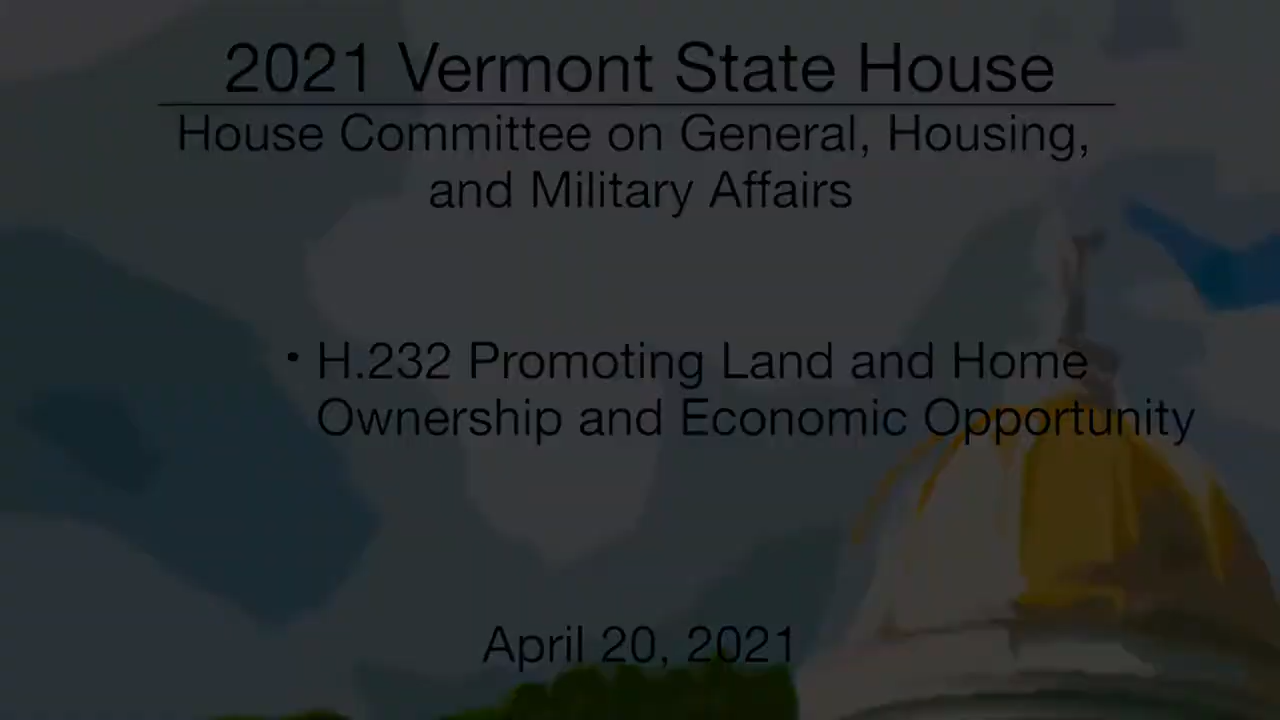 2021 Vermont State House
House Committee on General, Housing,
and Military Affairs
• H.232 Promoting Land and Home
Ownership and Economic Opportunity
April 20, 2021